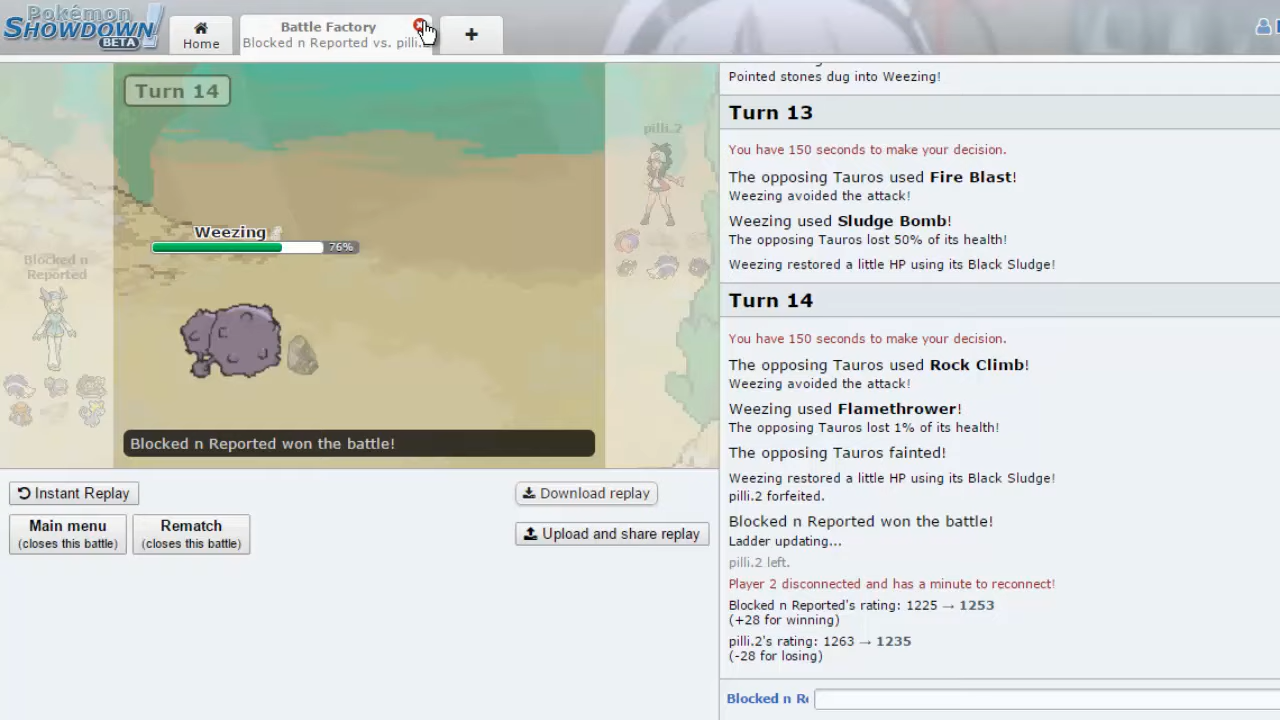 Pokémon
SHOWDOWN!
BETA
Home
Battle Factory
Blocked n Reported vs. pilli.
+
Turn 14
pilli.2
Weezing
76%
Blocked n
Reported
Blocked n Reported won the battle!
Instant Replay
Download replay
Main menu
(closes this battle)
Rematch
(closes this battle)
Upload and share replay
Pointed stones dug into Weezing!
Turn 13
You have 150 seconds to make your decision.
The opposing Tauros used Fire Blast!
Weezing avoided the attack!
Weezing used Sludge Bomb!
The opposing Tauros lost 50% of its health!
Weezing restored a little HP using its Black Sludge!
Turn 14
You have 150 seconds to make your decision.
The opposing Tauros used Rock Climb!
Weezing avoided the attack!
Weezing used Flamethrower!
The opposing Tauros lost 1% of its health!
The opposing Tauros fainted!
Weezing restored a little HP using its Black Sludge!
pilli.2 forfeited.
Blocked n Reported won the battle!
Ladder updating...
pilli.2 left.
Player 2 disconnected and has a minute to reconnect!
Blocked n Reported's rating: 1225 → 1253
(+28 for winning)
pilli.2's rating: 1263 → 1235
(-28 for losing)
Blocked n Re